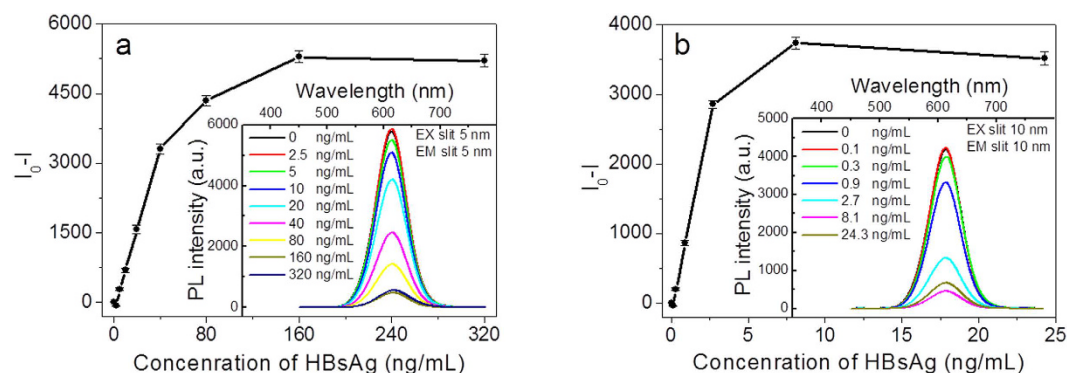 a
I0-I
6000
4500
3000
1500
0
0 80 160 240 320
Concenration of HBsAg (ng/mL)
Wavelength (nm)
400 500 600 700
PL intensity (a.u.)
6000
4000
2000
0
EX slit 5 nm
EM slit 5 nm
0 ng/mL
2.5 ng/mL
5 ng/mL
10 ng/mL
20 ng/mL
40 ng/mL
80 ng/mL
160 ng/mL
320 ng/mL
b
I0-I
4000
3000
2000
1000
0
0 5 10 15 20 25
Concenration of HBsAg (ng/mL)
Wavelength (nm)
400 500 600 700
PL intensity (a.u.)
5000
4000
3000
2000
1000
0
EX slit 10 nm
EM slit 10 nm
0 ng/mL
0.1 ng/mL
0.3 ng/mL
0.9 ng/mL
2.7 ng/mL
8.1 ng/mL
24.3 ng/mL